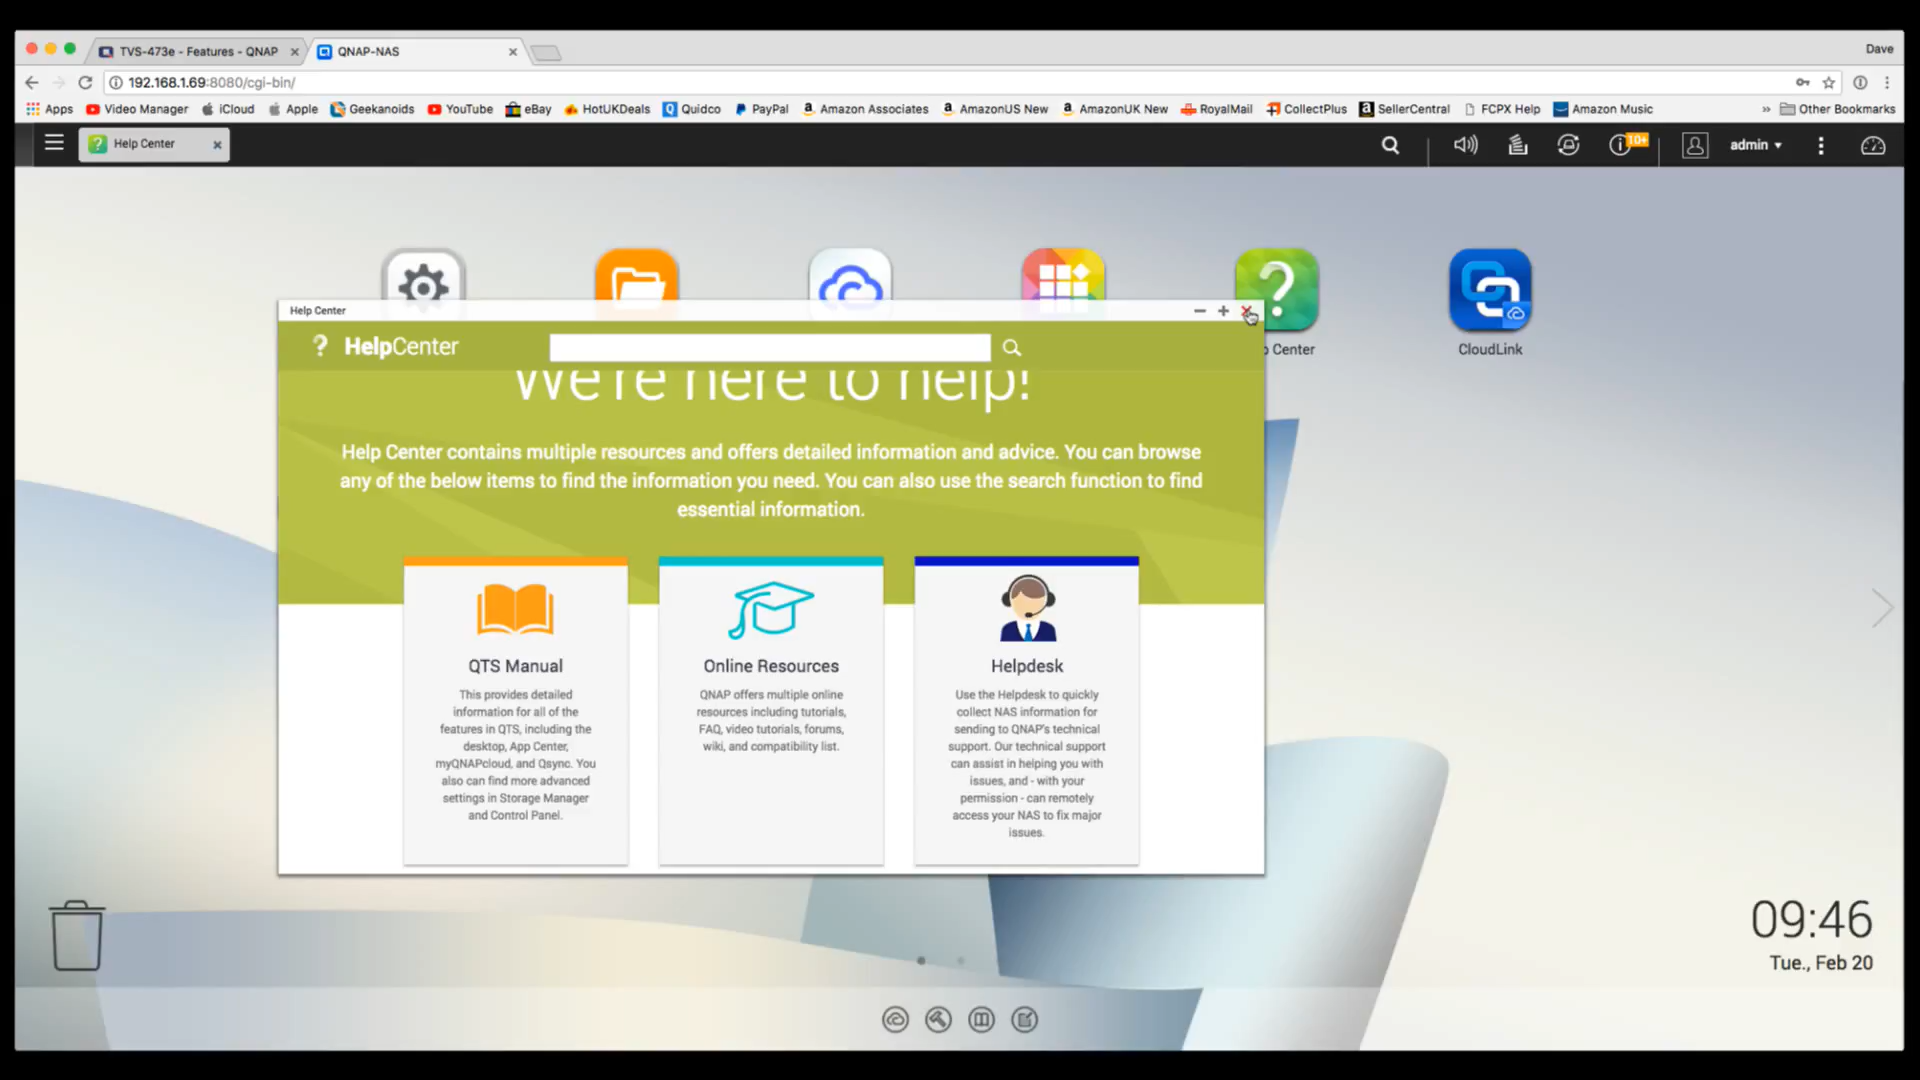 TVS-473e - Features - QNAP
QNAP-NAS
Dave
192.168.1.69:8080/cgi-bin/
Apps Video Manager iCloud Apple Geekanoids YouTube eBay HotUKDeals Quidco PayPal Amazon Associates AmazonUS New AmazonUK New RoyalMail CollectPlus SellerCentral FCPX Help Amazon Music » Other Bookmarks
Help Center
10+
admin
Help Center
HelpCenter
p Center
CloudLink
We're here to help!
Help Center contains multiple resources and offers detailed information and advice. You can browse
any of the below items to find the information you need. You can also use the search function to find
essential information.
QTS Manual
This provides detailed
information for all of the
features in QTS, including the
desktop, App Center,
myQNAPcloud, and Qsync. You
also can find more advanced
settings in Storage Manager
and Control Panel.
Online Resources
QNAP offers multiple online
resources including tutorials,
FAQ, video tutorials, forums,
wiki, and compatibility list.
Helpdesk
Use the Helpdesk to quickly
collect NAS information for
sending to QNAP's technical
support. Our technical support
can assist in helping you with
issues, and - with your
permission - can remotely
access your NAS to fix major
issues.
09:46
Tue., Feb 20